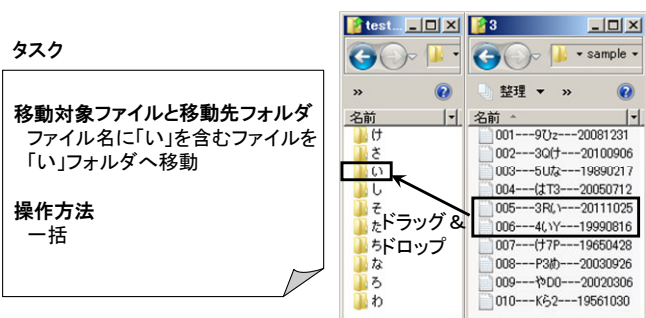 タスク
移動対象ファイルと移動先フォルダ
ファイル名に「い」を含むファイルを
「い」フォルダへ移動
操作方法
一括
test...
»
名前
け
さ
い
し
そ
た
ち
な
ろ
わ
ドラッグ&
ドロップ
3
sample
整理 »
名前
001---9ひz---20081231
002---3Qけ---20100906
003---5Uな---19890217
004---はT3---20050712
005---3Rい---20111025
006---4いY---19990816
007---け7P---19650428
008---P3め---20030926
009---やD0---20020306
010---Kら2---19561030